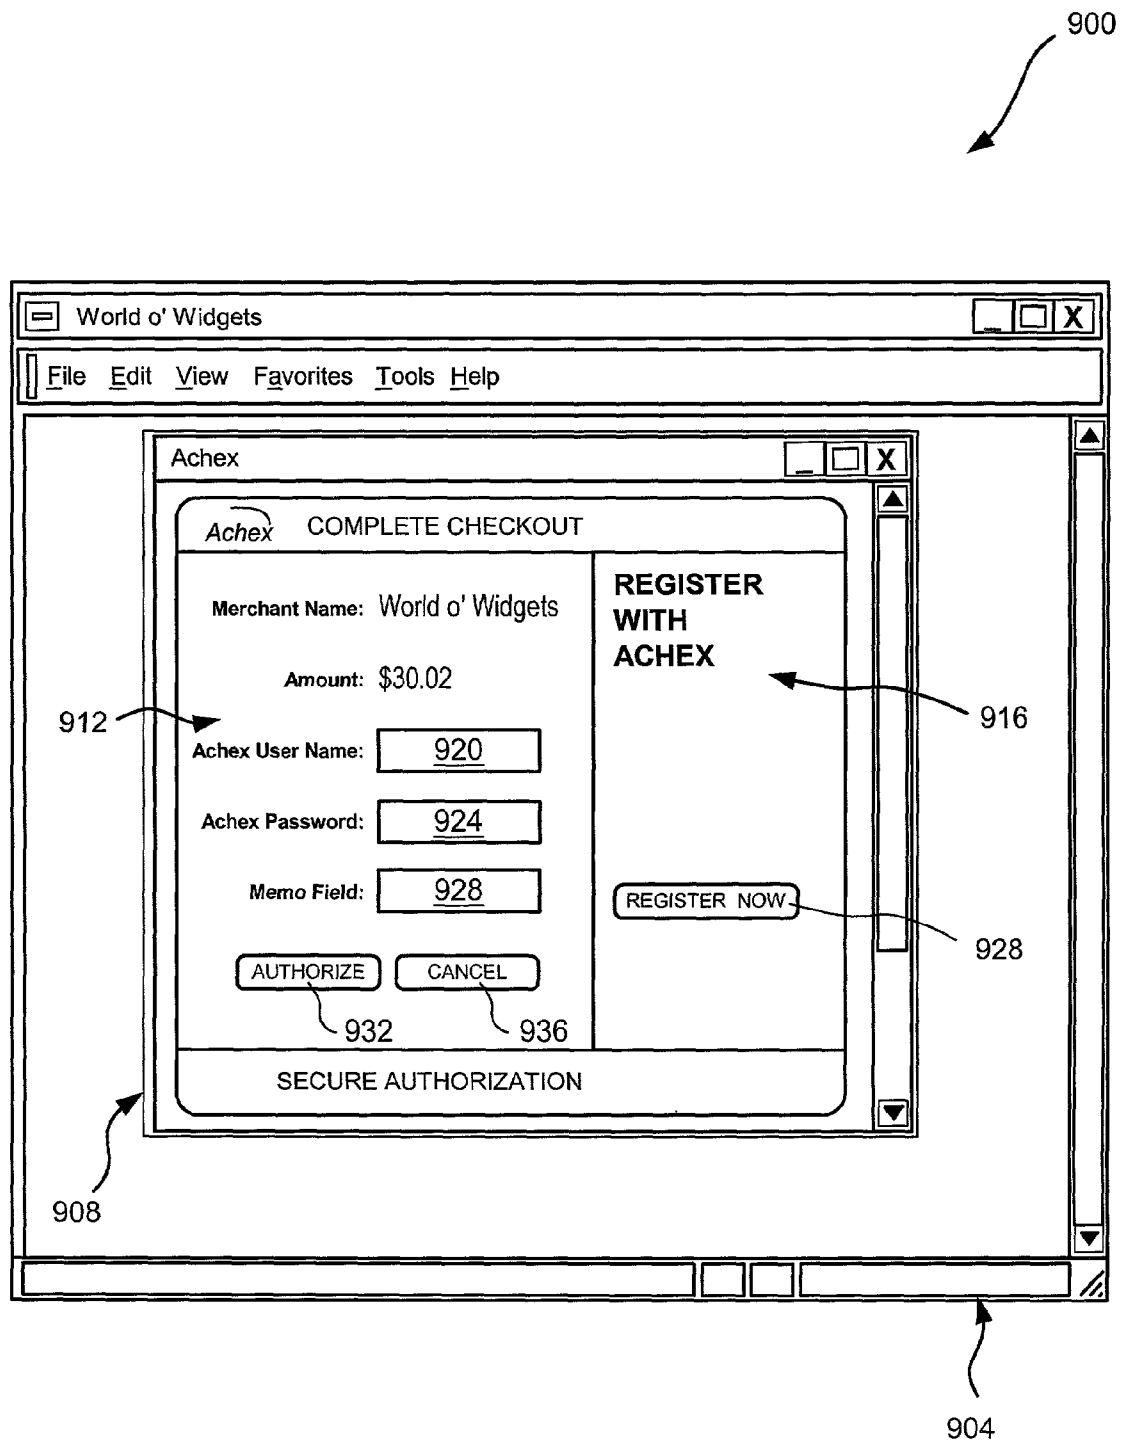 900
World o' Widgets
X
File Edit View Favorites Tools Help
Achex
X
Achex COMPLETE CHECKOUT
Merchant Name: World o' Widgets
Amount: $30.02
912
Achex User Name: 920
Achex Password: 924
Memo Field: 928
AUTHORIZE CANCEL
932 936
REGISTER
WITH
ACHEX
916
REGISTER NOW
928
SECURE AUTHORIZATION
908
904